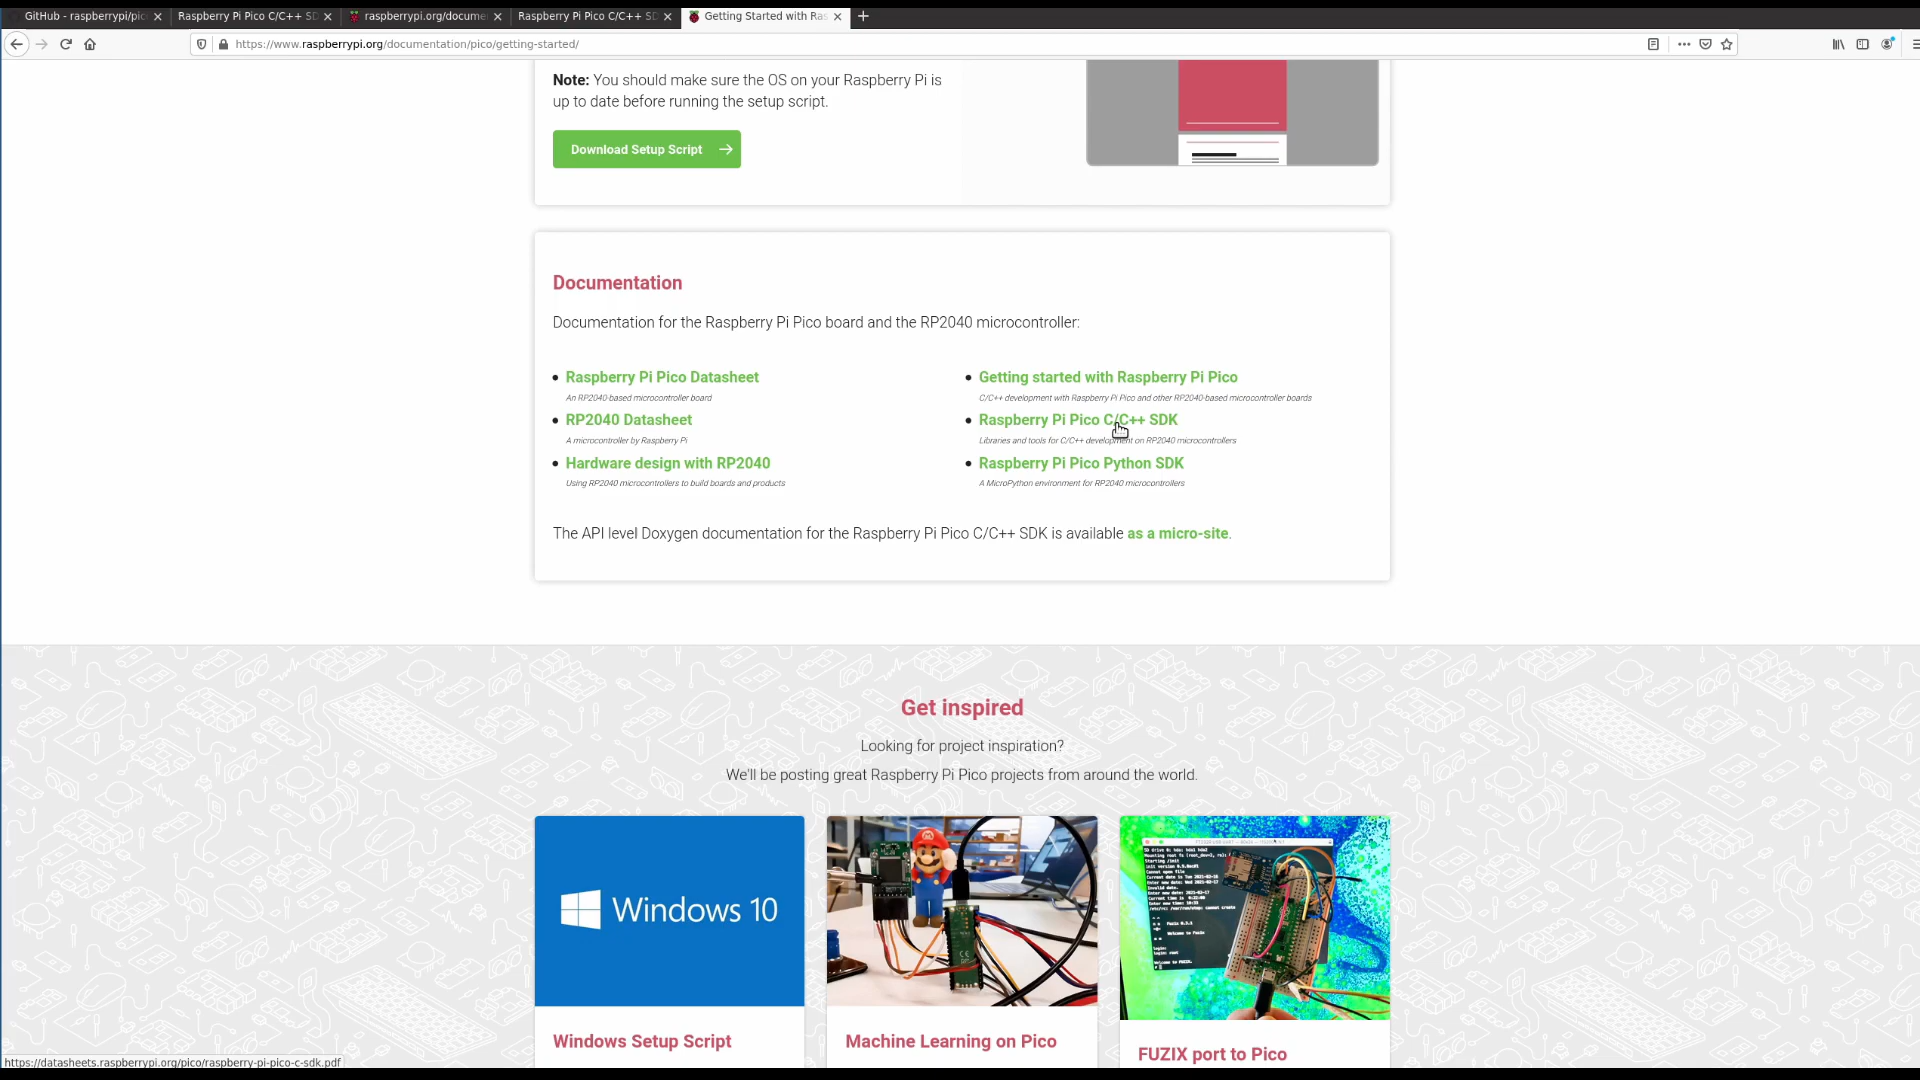 GitHub - raspberrypi/pic
Raspberry Pi Pico C/C++ SD
raspberrypi.org/docume
Raspberry Pi Pico C/C++ SD
Getting Started with Ras
https://www.raspberrypi.org/documentation/pico/getting-started/
Note: You should make sure the OS on your Raspberry Pi is
up to date before running the setup script.
Download Setup Script
Documentation
Documentation for the Raspberry Pi Pico board and the RP2040 microcontroller:
Raspberry Pi Pico Datasheet
An RP2040-based microcontroller board
RP2040 Datasheet
A microcontroller by Raspberry Pi
Hardware design with RP2040
Using RP2040 microcontrollers to build boards and products
Getting started with Raspberry Pi Pico
C/C++ development with Raspberry Pi Pico and other RP2040-based microcontroller boards
Raspberry Pi Pico C/C++ SDK
Libraries and tools for C/C++ development on RP2040 microcontrollers
Raspberry Pi Pico Python SDK
A MicroPython environment for RP2040 microcontrollers
The API level Doxygen documentation for the Raspberry Pi Pico C/C++ SDK is available as a micro-site.
Get inspired
Looking for project inspiration?
We'll be posting great Raspberry Pi Pico projects from around the world.
Windows 10
Windows Setup Script
Machine Learning on Pico
FUZIX port to Pico
https://datasheets.raspberrypi.org/pico/raspberry-pi-pico-c-sdk.pdf